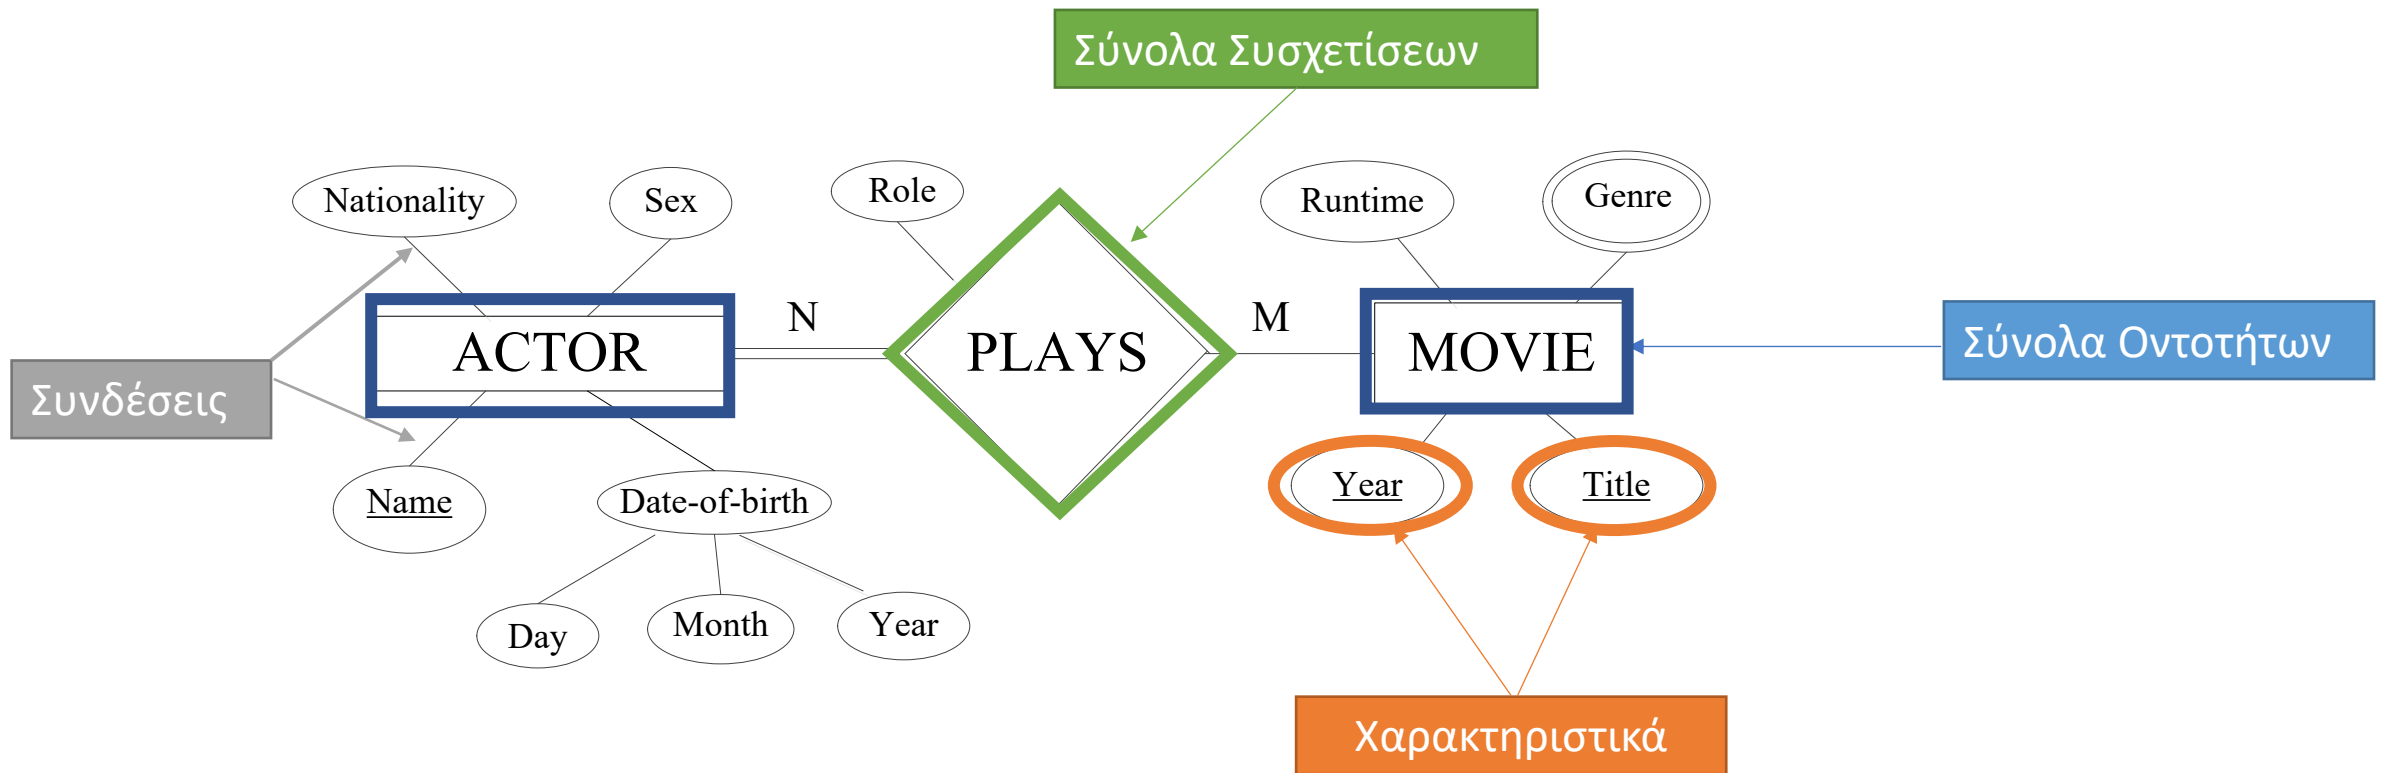 Σύνολα Συσχετίσεων
Nationality
Sex
Role
Runtime
Genre
N
M
ACTOR
PLAYS
MOVIE
Σύνολα Οντοτήτων
Συνδέσεις
Name
Date-of-birth
Year
Title
Day
Month
Year
Χαρακτηριστικά